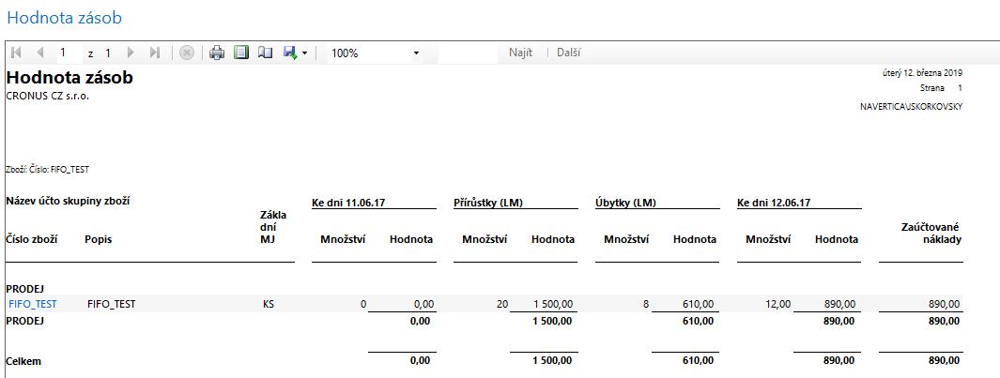 Hodnota zásob
1 z 1 100% Najít Další
Hodnota zásob
úterý 12. března 2019
CRONUS CZ s.r.o.
Strana 1
NAVERTICA\JSKORKOVSKY
Zboží: Číslo: FIFO_TEST
Název účto skupiny zboží Ke dni 11.06.17 Přírůstky (LM) Úbytky (LM) Ke dni 12.06.17
Základní MJ
Zaúčtované náklady
Číslo zboží Popis Množství Hodnota Množství Hodnota Množství Hodnota Množství Hodnota
PRODEJ
FIFO_TEST FIFO_TEST KS 0 0,00 20 1 500,00 8 610,00 12,00 890,00 890,00
PRODEJ 0,00 1 500,00 610,00 890,00 890,00
Celkem 0,00 1 500,00 610,00 890,00 890,00